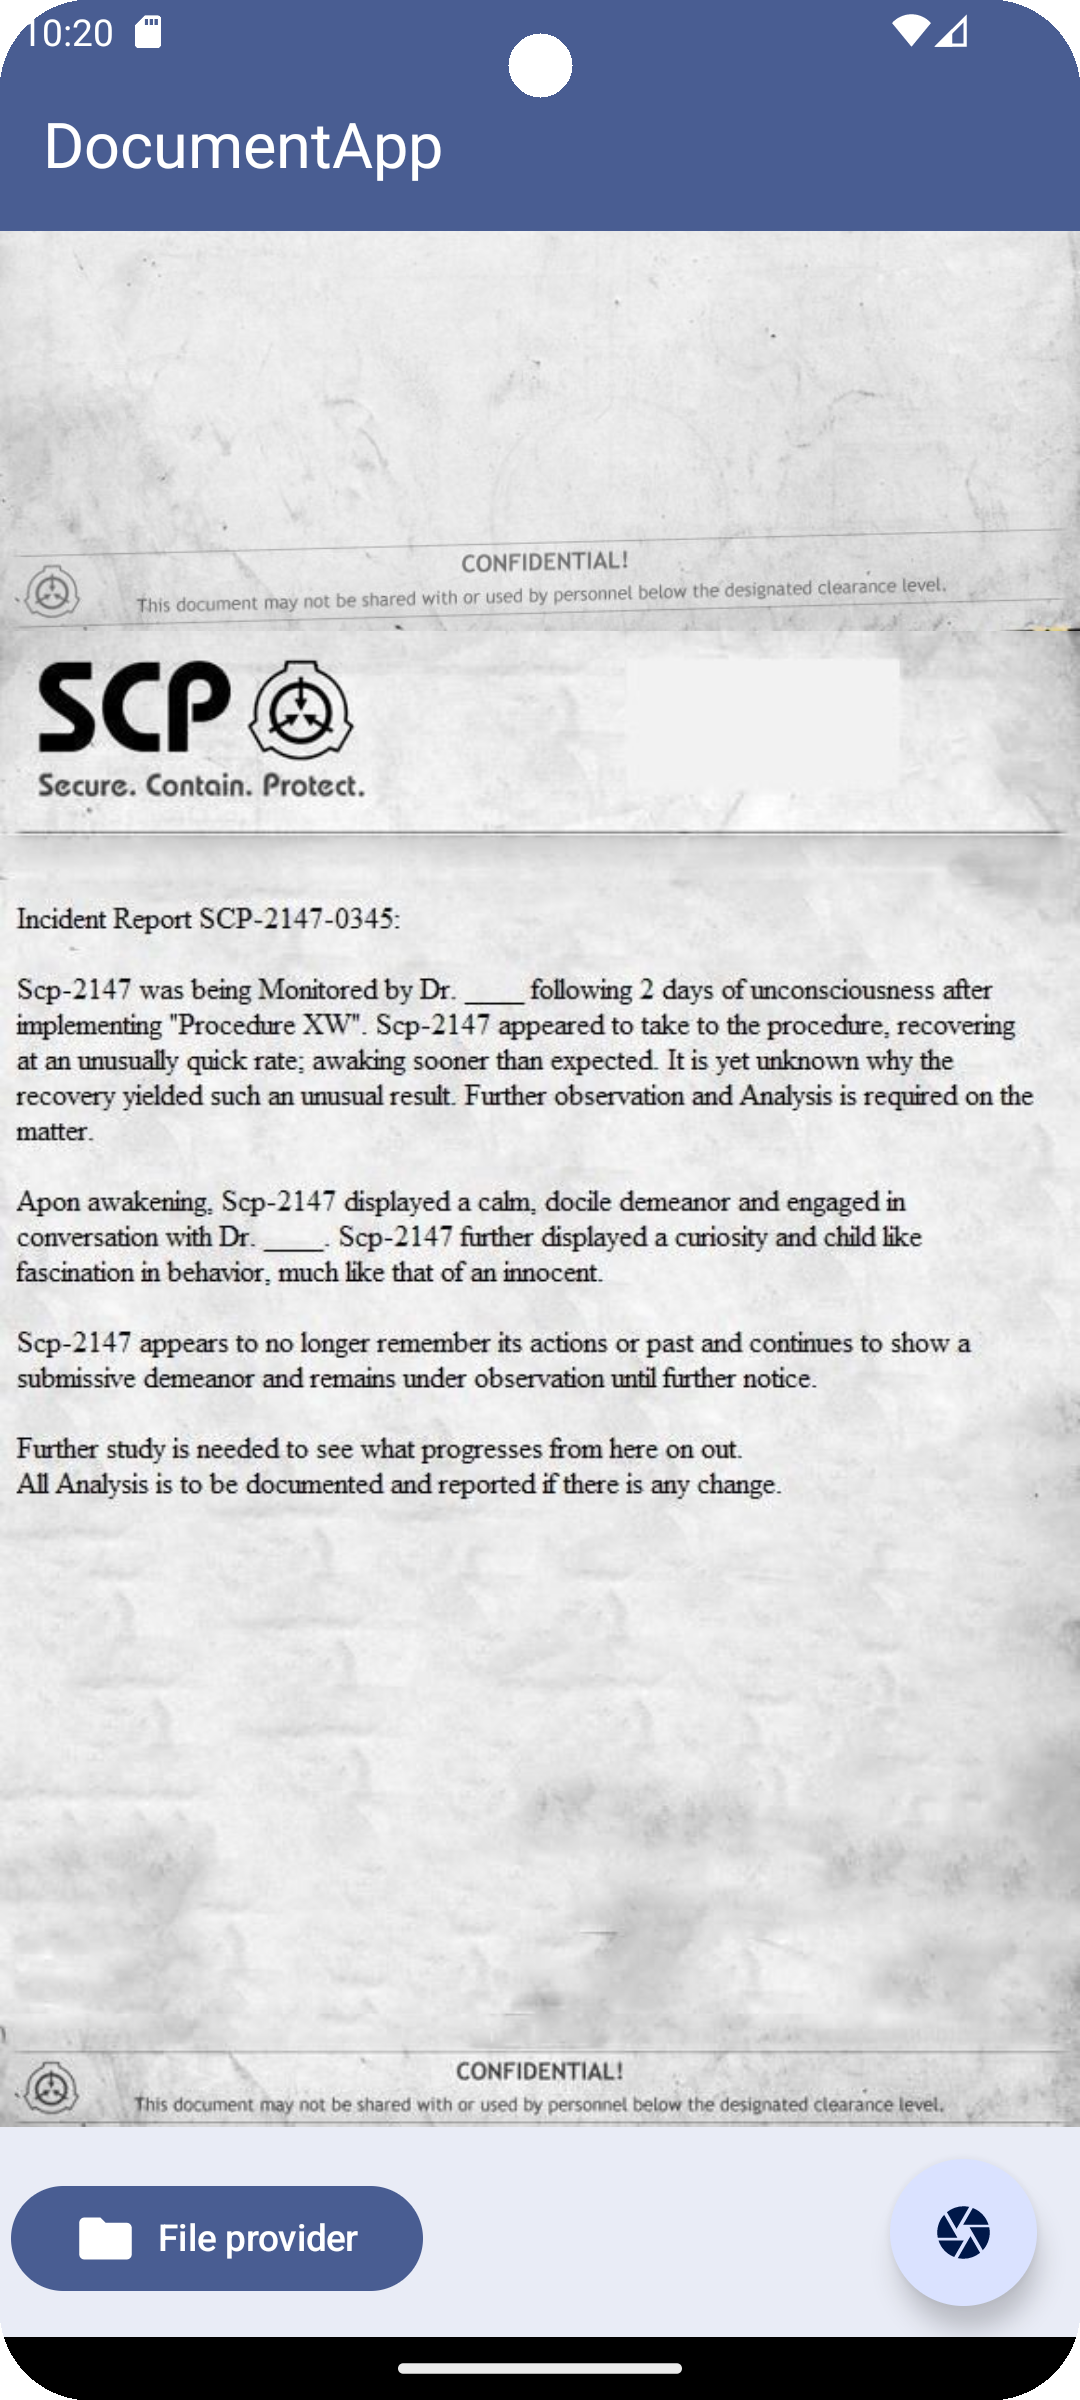 10:20
DocumentApp
CONFIDENTIAL!
This document may not be shared with or used by personnel below the designated clearance level.
SCP
Secure. Contain. Protect.
Incident Report SCP-2147-0345:
Scp-2147 was being Monitored by Dr. ____ following 2 days of unconsciousness after
implementing "Procedure XW". Scp-2147 appeared to take to the procedure, recovering
at an unusually quick rate; awaking sooner than expected. It is yet unknown why the
recovery yielded such an unusual result. Further observation and Analysis is required on the
matter.
Apon awakening, Scp-2147 displayed a calm, docile demeanor and engaged in
conversation with Dr. ____. Scp-2147 further displayed a curiosity and child like
fascination in behavior, much like that of an innocent.
Scp-2147 appears to no longer remember its actions or past and continues to show a
submissive demeanor and remains under observation until further notice.
Further study is needed to see what progresses from here on out.
All Analysis is to be documented and reported if there is any change.
CONFIDENTIAL!
This document may not be shared with or used by personnel below the designated clearance level.
File provider